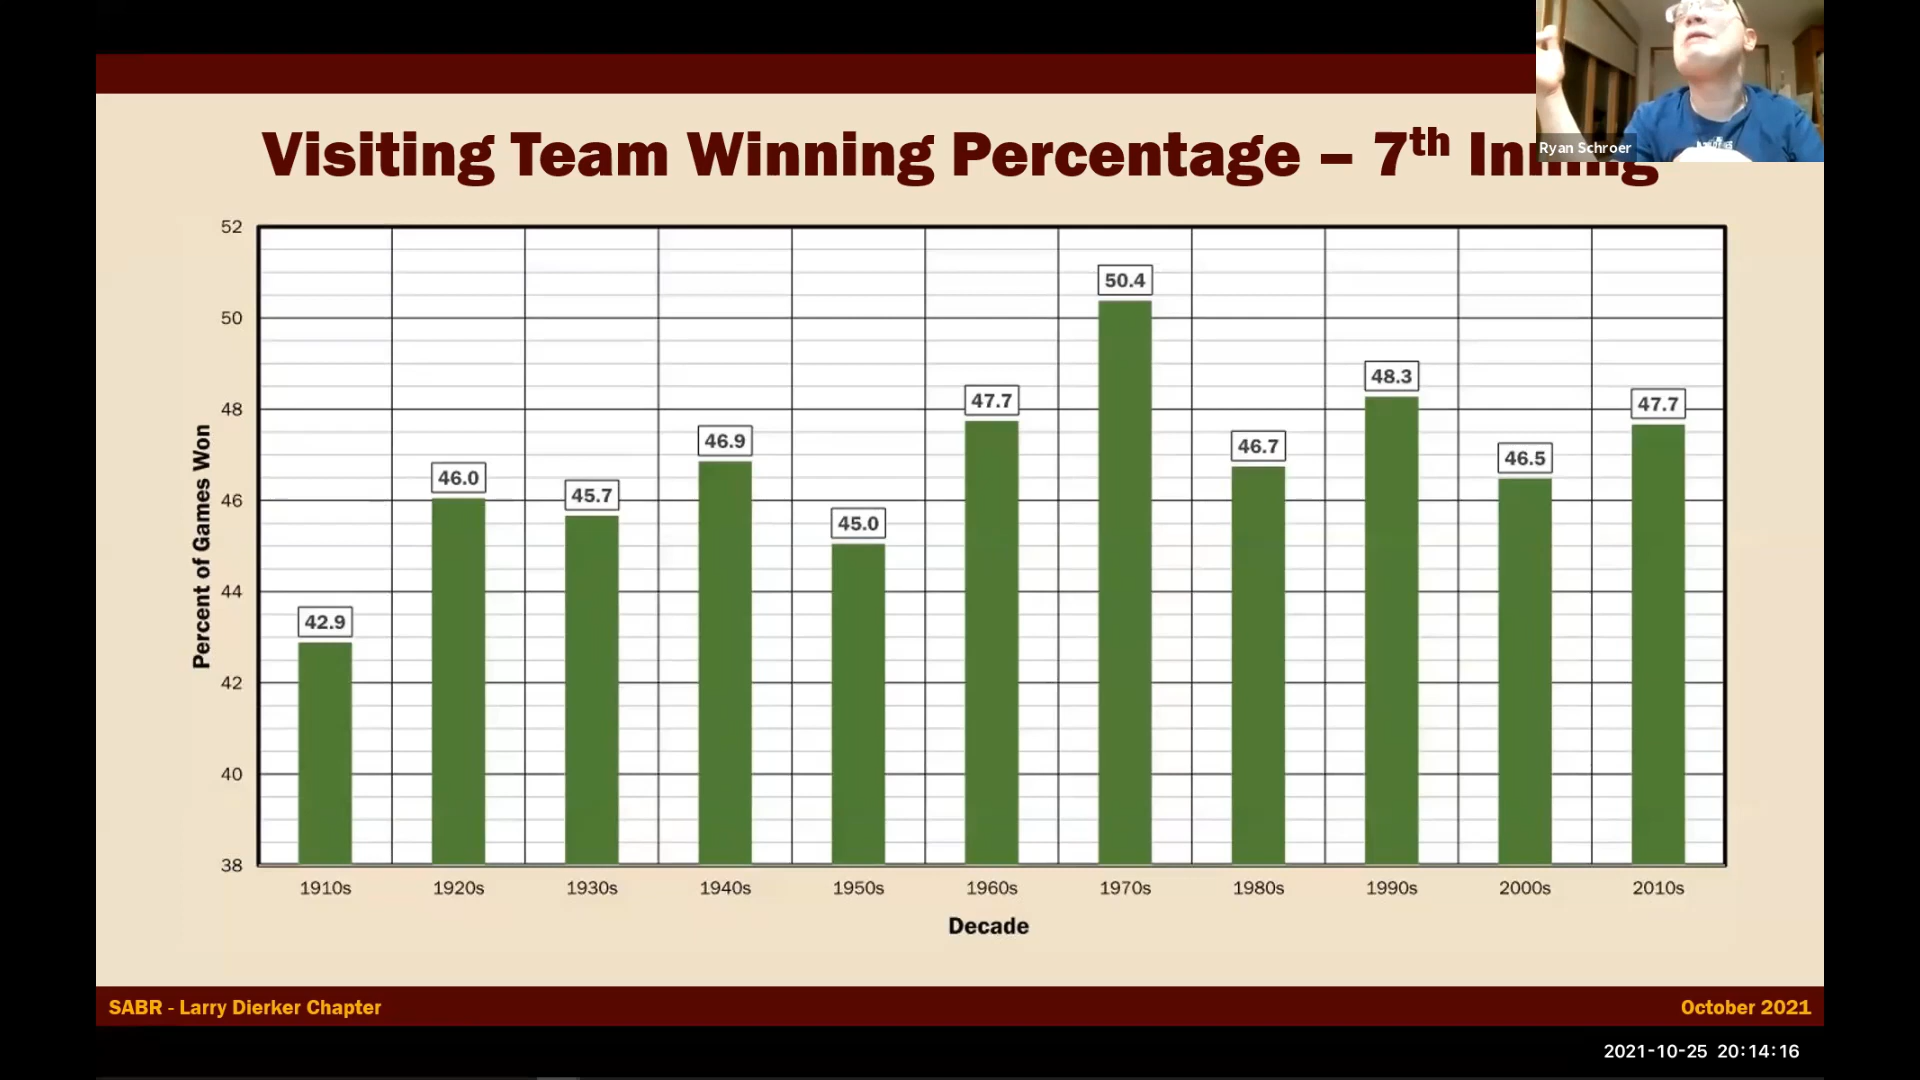 Visiting Team Winning Percentage – 7th Inning
Ryan Schroer
52
50
48
46
44
42
40
38
Percent of Games Won
42.9
46.0
45.7
46.9
45.0
47.7
50.4
46.7
48.3
46.5
47.7
1910s 1920s 1930s 1940s 1950s 1960s 1970s 1980s 1990s 2000s 2010s
Decade
SABR - Larry Dierker Chapter
October 2021
2021-10-25 20:14:16